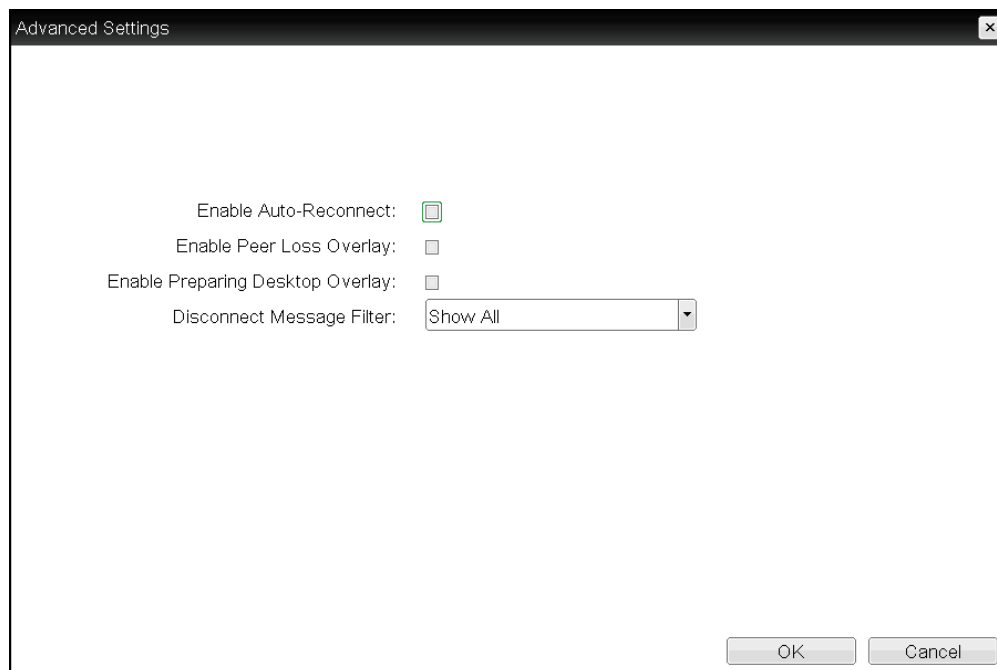 Advanced Settings
Enable Auto-Reconnect:
Enable Peer Loss Overlay:
Enable Preparing Desktop Overlay:
Disconnect Message Filter: Show All
OK Cancel